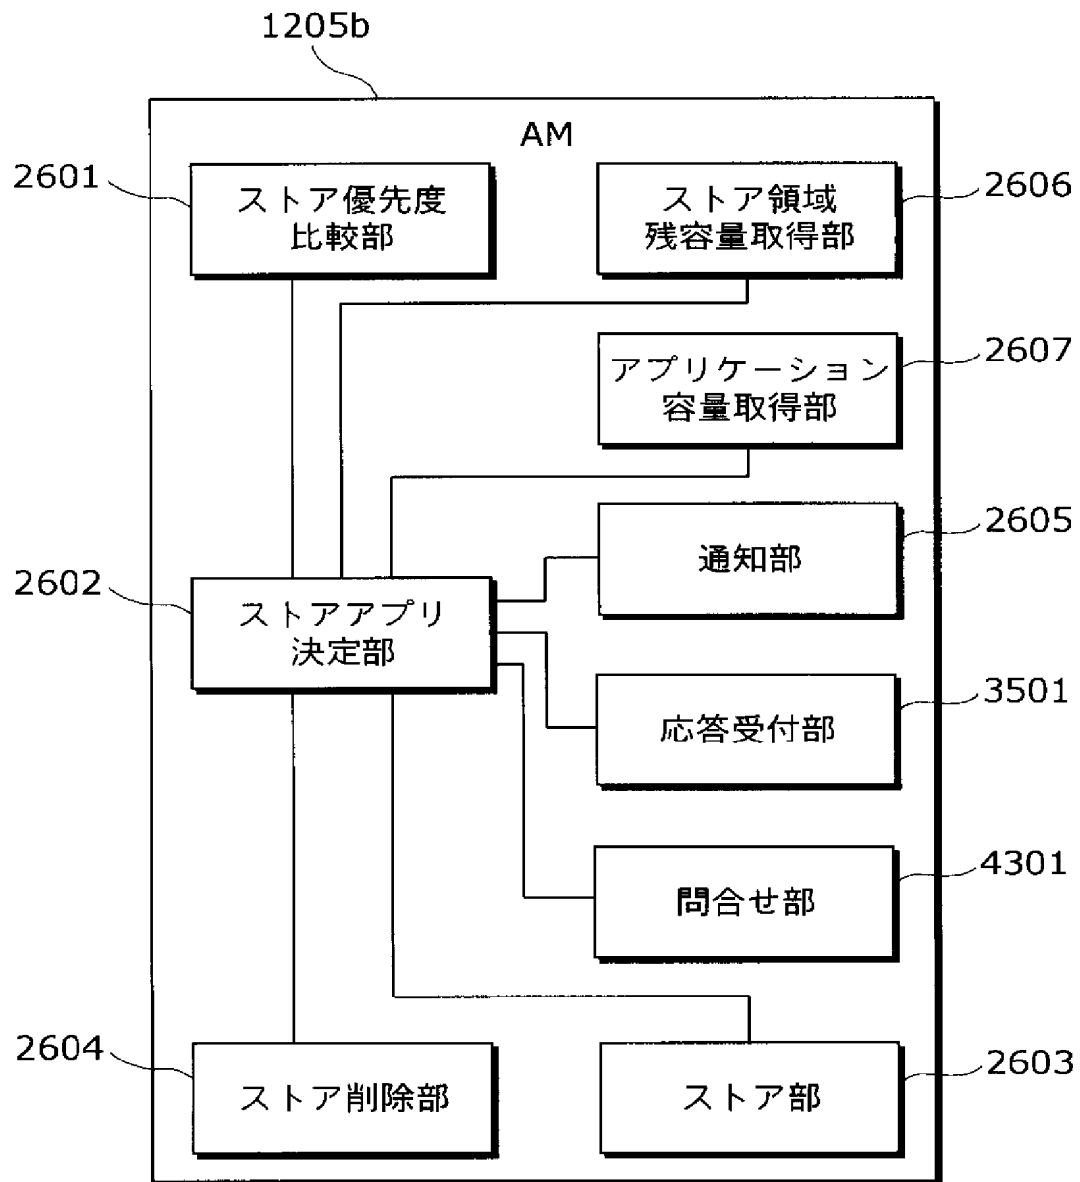 1205b
AM
2601
ストア優先度
比較部
ストア領域
残容量取得部
2606
アプリケーション
容量取得部
2607
通知部
2605
2602
ストアアプリ
決定部
応答受付部
3501
問合せ部
4301
2604
ストア削除部
ストア部
2603